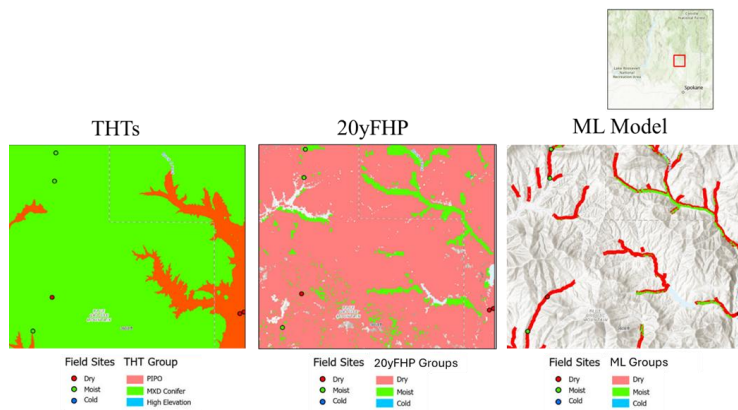 Spokane
THTs
20yFHP
ML Model
Field Sites THT Group
Dry PIPO
Moist MXD Conifer
Cold High Elevation
Field Sites 20yFHP Groups
Dry Dry
Moist Moist
Cold Cold
Field Sites ML Groups
Dry Dry
Moist Moist
Cold Cold